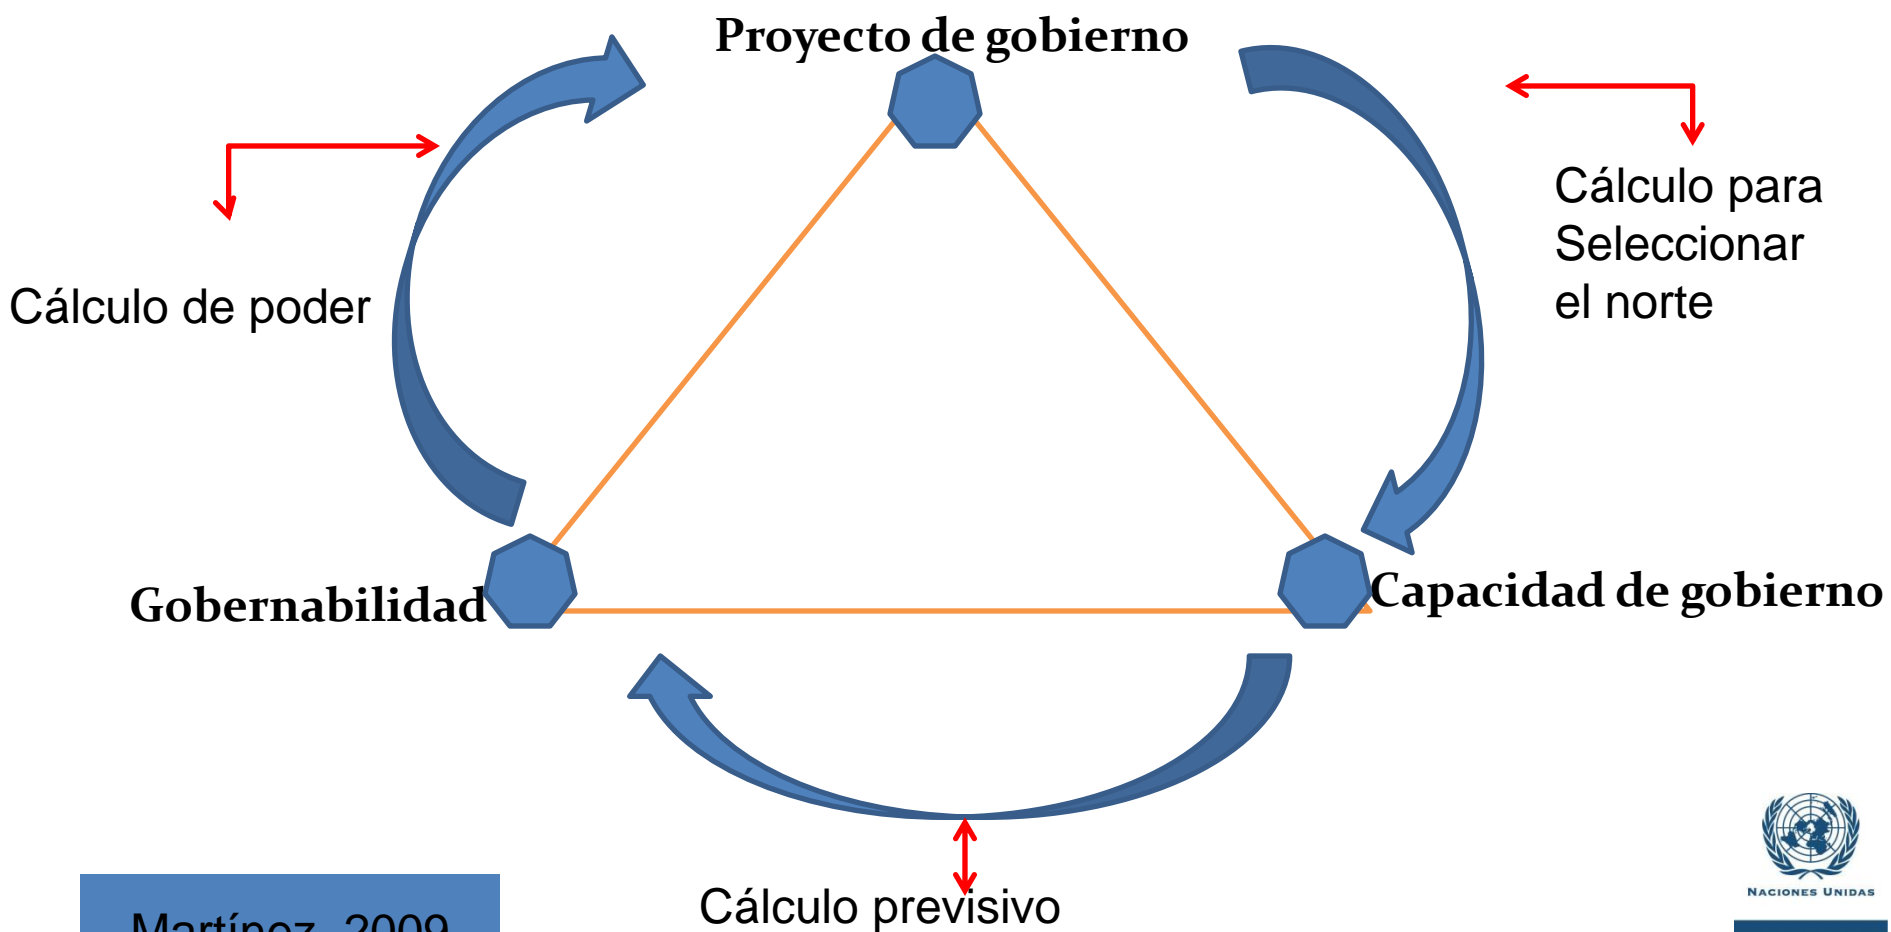 Proyecto de gobierno
Cálculo para
Seleccionar
el norte
Cálculo de poder
Gobernabilidad
Capacidad de gobierno
Cálculo previsivo
Martínez, 2009
NACIONES UNIDAS